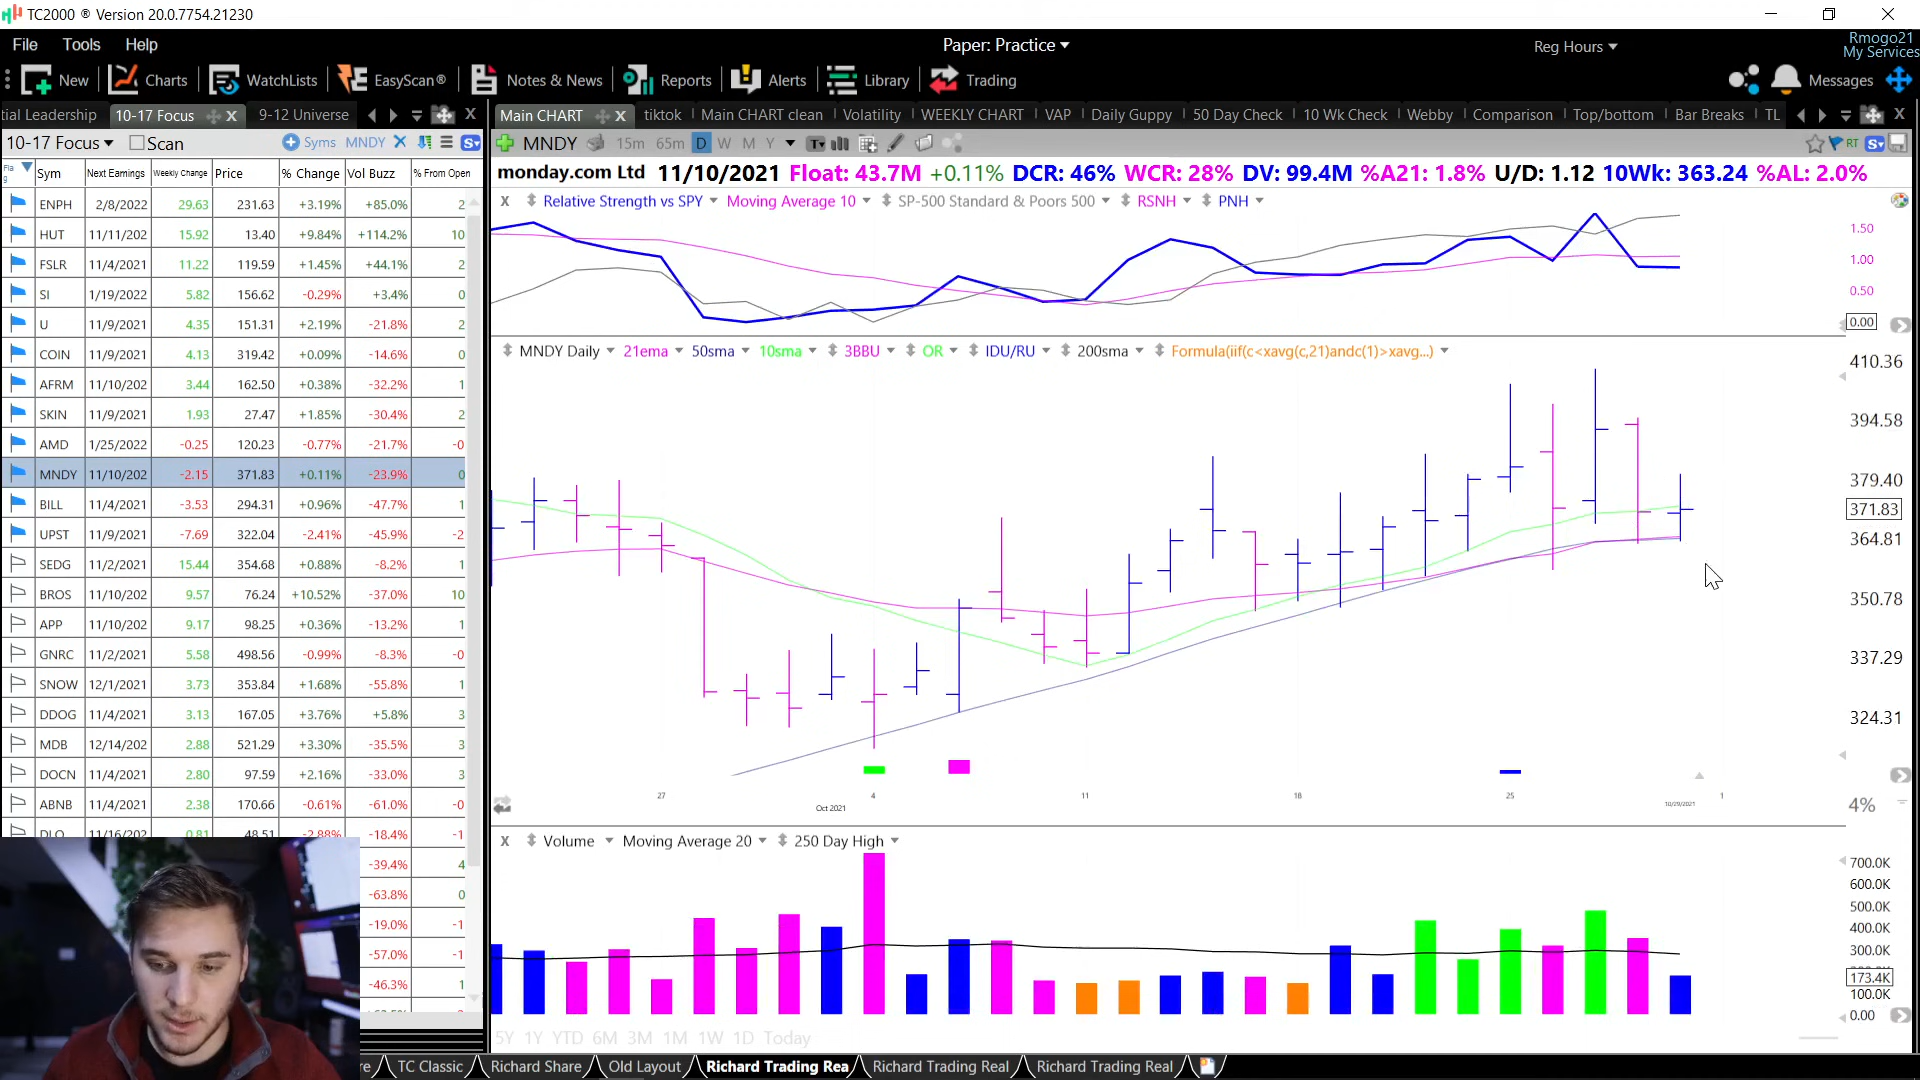 TC2000 ® Version 20.0.7754.21230
File Tools Help Paper: Practice Reg Hours Rmogo21
My Services
New Charts WatchLists EasyScan® Notes & News Reports Alerts Library Trading Messages
tial Leadership 10-17 Focus X 9-12 Universe X Main CHART X tiktok Main CHART clean Volatility WEEKLY CHART VAP Daily Guppy 50 Day Check 10 Wk Check Webby Comparison Top/bottom Bar Breaks TL X
10-17 Focus Scan Syms MNDY MNDY 15m 65m D W M Y RT
Flag Sym Next Earnings Weekly Change Price % Change Vol Buzz % From Open
monday.com Ltd 11/10/2021 Float: 43.7M +0.11% DCR: 46% WCR: 28% DV: 99.4M %A21: 1.8% U/D: 1.12 10Wk: 363.24 %AL: 2.0%
X Relative Strength vs SPY Moving Average 10 SP-500 Standard & Poors 500 RSNH PNH
ENPH 2/8/2022 29.63 231.63 +3.19% +85.0% 2
HUT 11/11/202 15.92 13.40 +9.84% +114.2% 10
FSLR 11/4/2021 11.22 119.59 +1.45% +44.1% 2
SI 1/19/2022 5.82 156.62 -0.29% +3.4% 0
U 11/9/2021 4.35 151.31 +2.19% -21.8% 2
COIN 11/9/2021 4.13 319.42 +0.09% -14.6% 0
AFRM 11/10/202 3.44 162.50 +0.38% -32.2% 1
SKIN 11/9/2021 1.93 27.47 +1.85% -30.4% 2
AMD 1/25/2022 -0.25 120.23 -0.77% -21.7% -0
MNDY 11/10/202 -2.15 371.83 +0.11% -23.9% 0
BILL 11/4/2021 -3.53 294.31 +0.96% -47.7% 1
UPST 11/9/2021 -7.69 322.04 -2.41% -45.9% -2
SEDG 11/2/2021 15.44 354.68 +0.88% -8.2% 1
BROS 11/10/202 9.57 76.24 +10.52% -37.0% 10
APP 11/10/202 9.17 98.25 +0.36% -13.2% 1
GNRC 11/2/2021 5.58 498.56 -0.99% -8.3% -0
SNOW 12/1/2021 3.73 353.84 +1.68% -55.8% 1
DDOG 11/4/2021 3.13 167.05 +3.76% +5.8% 3
MDB 12/14/202 2.88 521.29 +3.30% -35.5% 3
DOCN 11/4/2021 2.80 97.59 +2.16% -33.0% 3
ABNB 11/4/2021 2.38 170.66 -0.61% -61.0% -0
DLO 11/16/202 0.81 48.51 -2.88% -18.4% -1
-39.4% 4
-63.8% 0
-19.0% -1
-57.0% -1
-46.3% 1
1.50
1.00
0.50
0.00
MNDY Daily 21ema 50sma 10sma 3BBU OR IDU/RU 200sma Formula(iif(c<xavg(c,21)andc(1)>xavg...)
410.36
394.58
379.40
371.83
364.81
350.78
337.29
324.31
27 4 11 18 25 1
Oct 2021 10/29/2021
4%
X Volume Moving Average 20 250 Day High
700.0K
600.0K
500.0K
400.0K
300.0K
173.4K
100.0K
0.00
5Y 1Y YTD 6M 3M 1M 1W 1D Today
re TC Classic Richard Share Old Layout Richard Trading Rea Richard Trading Real Richard Trading Real